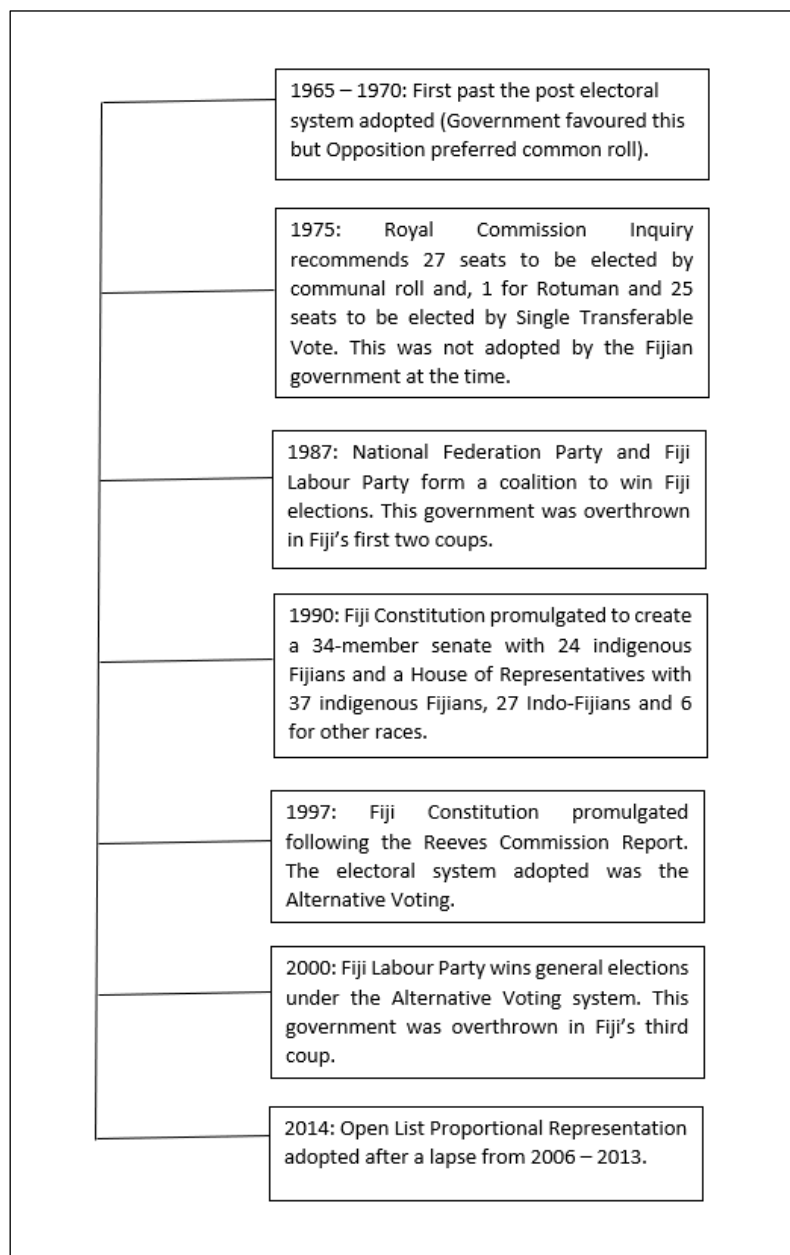 1965 – 1970: First past the post electoral
system adopted (Government favoured this
but Opposition preferred common roll).
1975: Royal Commission Inquiry
recommends 27 seats to be elected by
communal roll and, 1 for Rotuman and 25
seats to be elected by Single Transferable
Vote. This was not adopted by the Fijian
government at the time.
1987: National Federation Party and Fiji
Labour Party form a coalition to win Fiji
elections. This government was overthrown
in Fiji’s first two coups.
1990: Fiji Constitution promulgated to create
a 34-member senate with 24 indigenous
Fijians and a House of Representatives with
37 indigenous Fijians, 27 Indo-Fijians and 6
for other races.
1997: Fiji Constitution promulgated
following the Reeves Commission Report.
The electoral system adopted was the
Alternative Voting.
2000: Fiji Labour Party wins general elections
under the Alternative Voting system. This
government was overthrown in Fiji’s third
coup.
2014: Open List Proportional Representation
adopted after a lapse from 2006 – 2013.